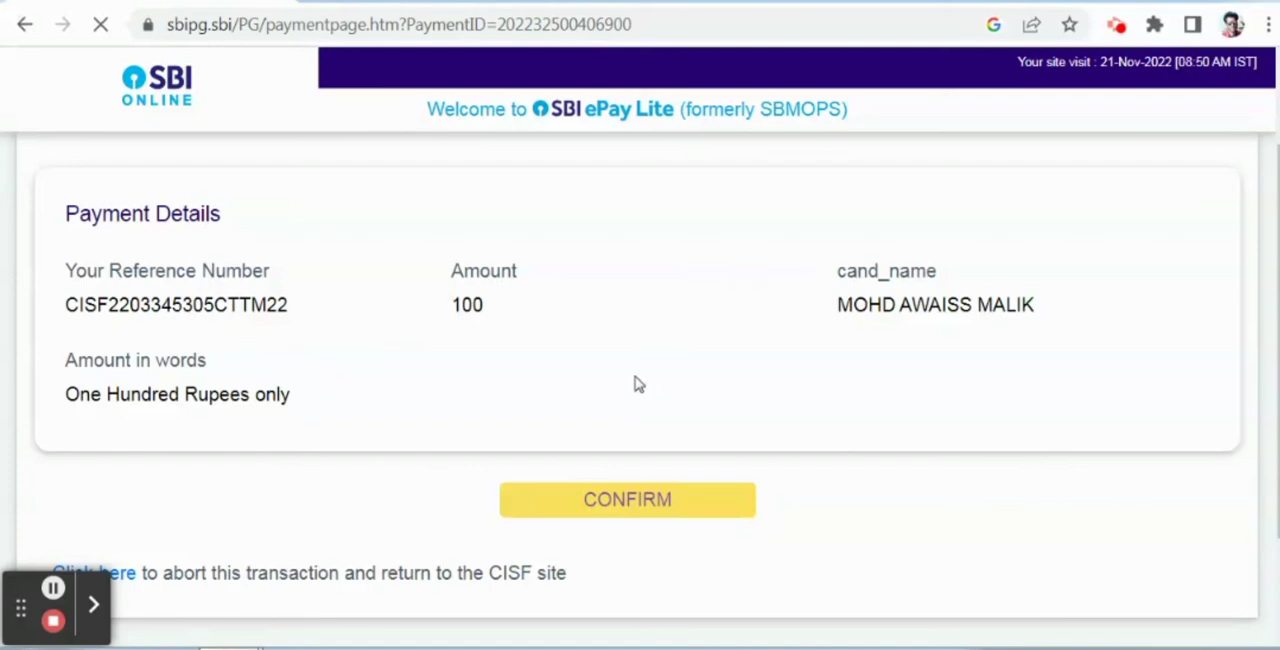 sbipg.sbi/PG/paymentpage.htm?PaymentID=202232500406900
Your site visit : 21-Nov-2022 [08:50 AM IST]
SBI
ONLINE
Welcome to SBI ePay Lite (formerly SBMOPS)
Payment Details
Your Reference Number
Amount
cand_name
CISF2203345305CTTM22
100
MOHD AWAISS MALIK
Amount in words
One Hundred Rupees only
CONFIRM
Click here to abort this transaction and return to the CISF site